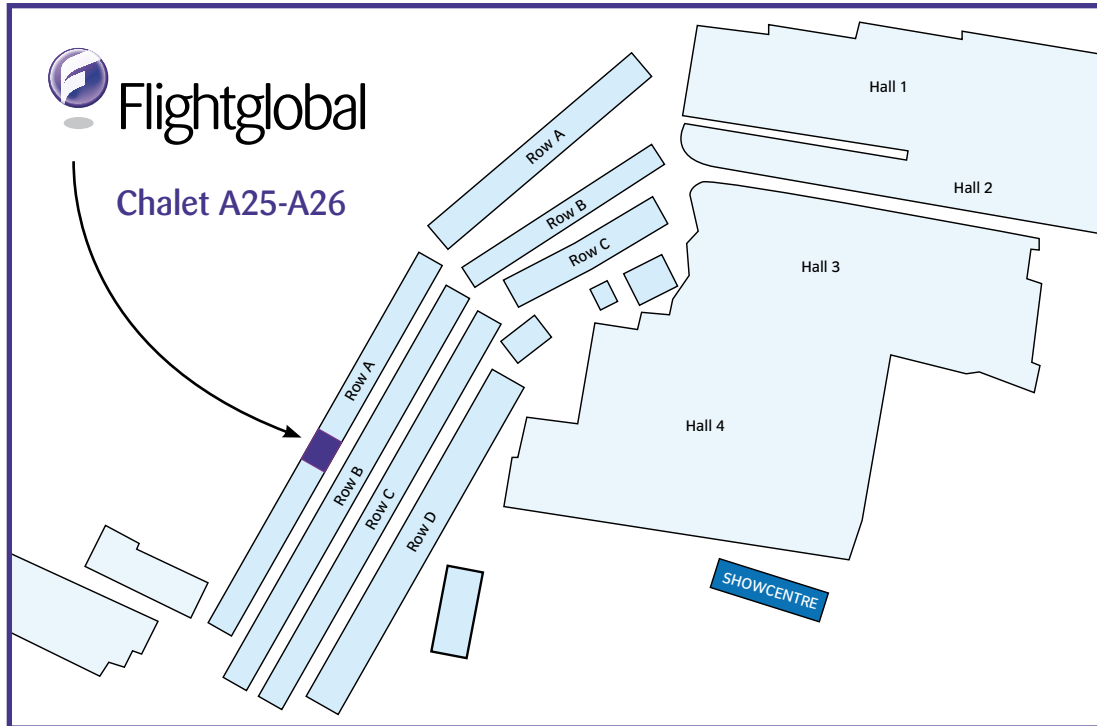 Flightglobal
Chalet A25-A26
Hall 1
Row A
Hall 2
Row B
Row C
Hall 3
Row A
Hall 4
Row B
Row C
Row D
SHOWCENTRE